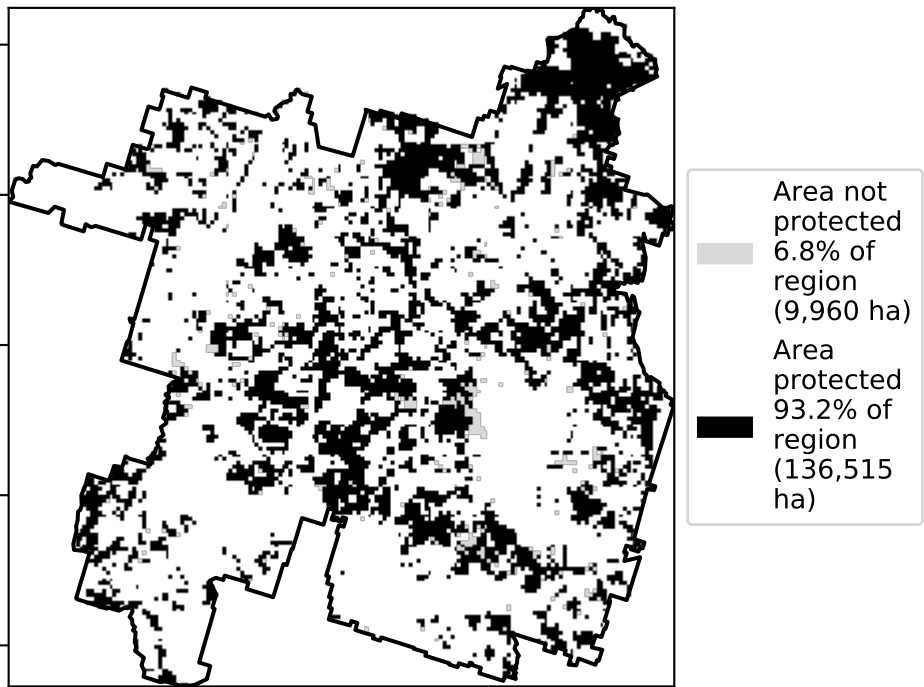 Area not
protected
6.8% of
region
(9,960 ha)
Area
protected
93.2% of
region
(136,515
ha)